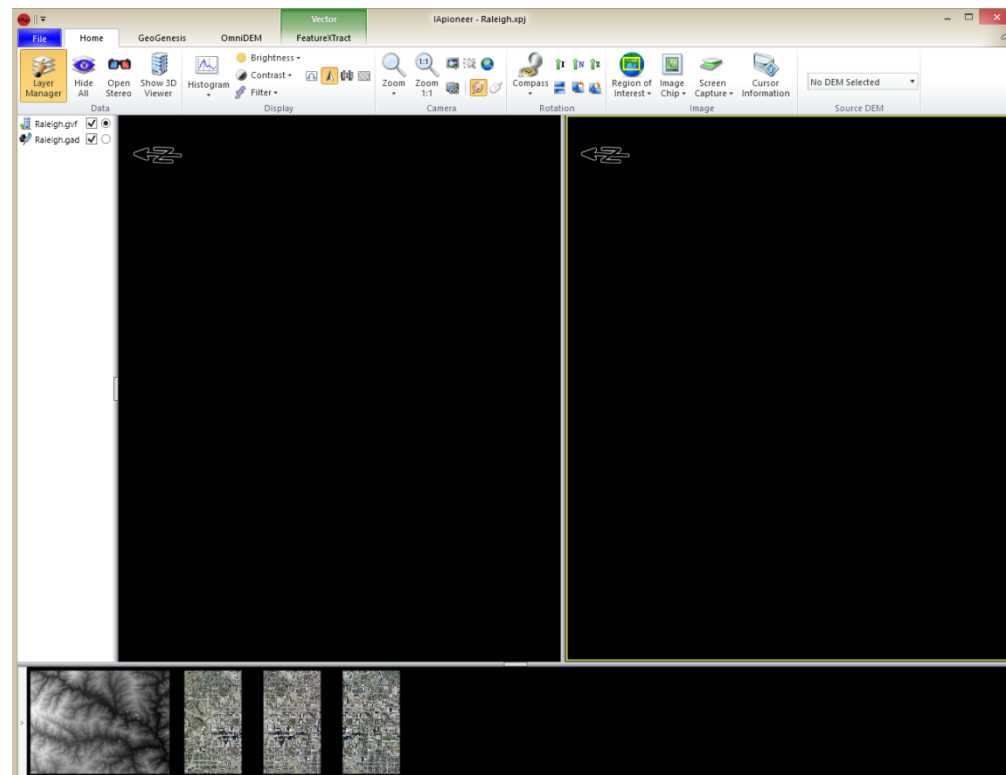 Vector
IApioneer - Raleigh.xpj
File Home GeoGenesis OmniDEM FeatureXTract
Layer Manager
Hide All
Open Stereo
Show 3D Viewer
Data
Histogram
Brightness
Contrast
Filter
Display
Zoom
1:1
Zoom 1:1
Camera
Compass
N
Rotation
Region of Interest
Image Chip
Screen Capture
Cursor Information
Image
No DEM Selected
Source DEM
Raleigh.gvf
Raleigh.gad